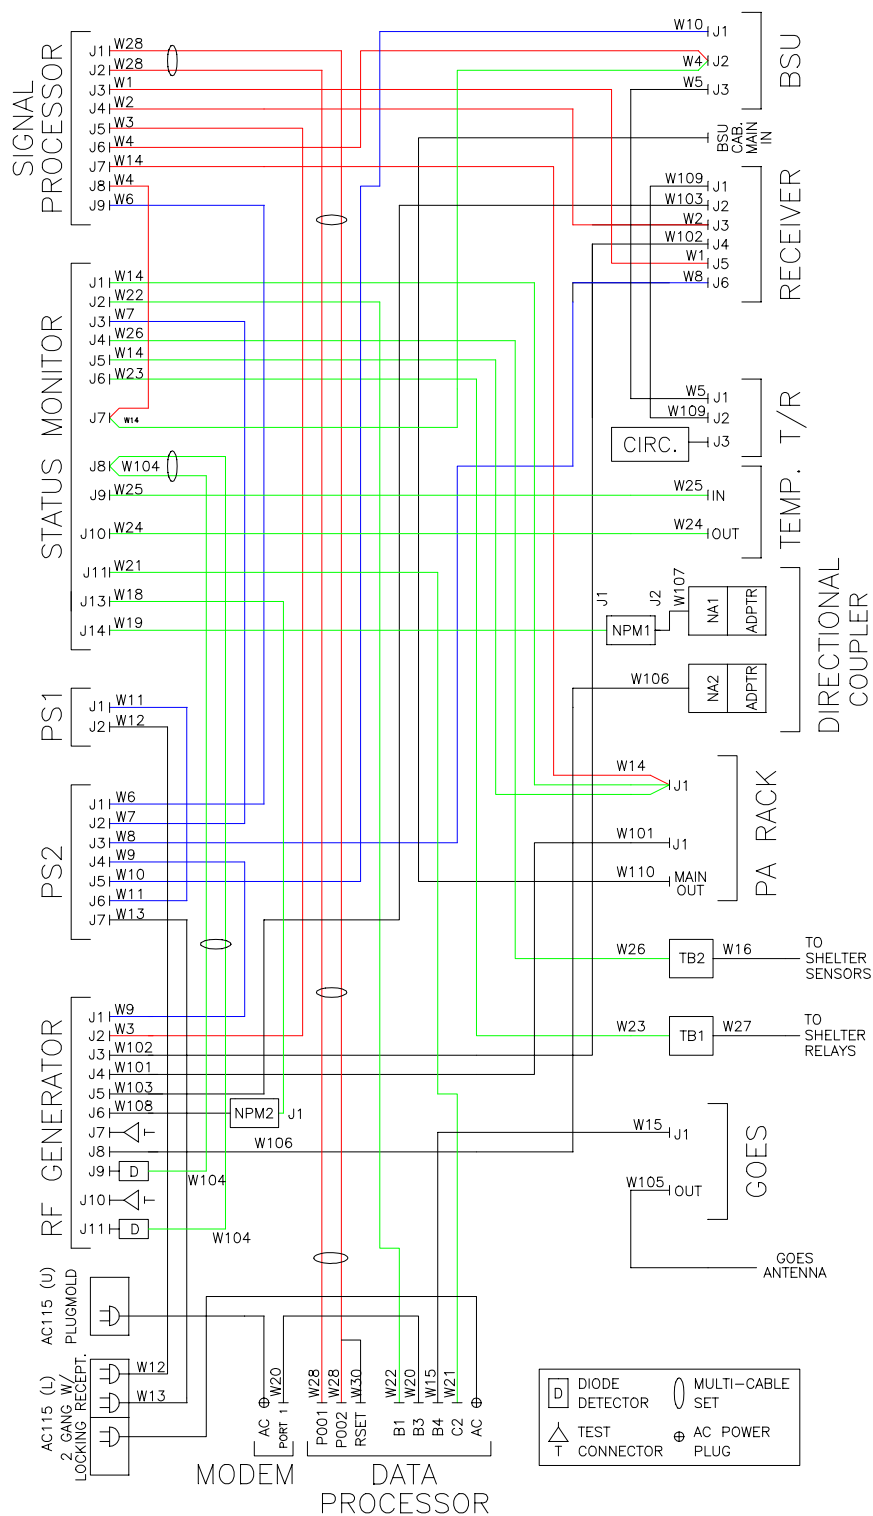 SIGNAL
PROCESSOR
J1 W28
J2 W28
J3 W1
J4 W2
J5 W3
J6 W4
J7 W14
J8 W4
J9 W6
STATUS MONITOR
J1 W14
J2 W22
J3 W7
J4 W26
J5 W14
J6 W23
J7 W14
J8 W104
J9 W25
J10 W24
J11 W21
J13 W18
J14 W19
PS1
J1 W11
J2 W12
PS2
J1 W6
J2 W7
J3 W8
J4 W9
J5 W10
J6 W11
J7 W13
RF GENERATOR
J1 W9
J2 W3
J3 W102
J4 W101
J5 W103
J6 W108
NPM2 J1
J7
J8 W106
J9 D W104
J10
J11 D W104
AC115 (U)
PLUGMOLD
AC115 (L)
2 GANG W/
LOCKING RECEPT.
W12
W13
W10 J1
W4 J2
W5 J3
BSU
BSU
CAB.
MAIN
IN
W109 J1
W103 J2
W2 J3
W102 J4
W1 J5
W8 J6
RECEIVER
W5 J1
W109 J2
CIRC. J3
T/R
W25 IN
W24 OUT
TEMP.
J1 NPM1 J2 W107 NA1 ADPTR
W106 NA2 ADPTR
DIRECTIONAL
COUPLER
W14 J1
W101 J1
W110 MAIN
OUT
PA RACK
W26 TB2 W16 TO
SHELTER
SENSORS
W23 TB1 W27 TO
SHELTER
RELAYS
W15 J1
W105 OUT
GOES
GOES
ANTENNA
AC
W20 PORT 1
MODEM
W28 P001
W28 P002
W30 RSET
W22 B1
W20 B3
W15 B4
W21 C2
AC
DATA
PROCESSOR
D DIODE
DETECTOR
MULTI-CABLE
SET
TEST
CONNECTOR
AC POWER
PLUG